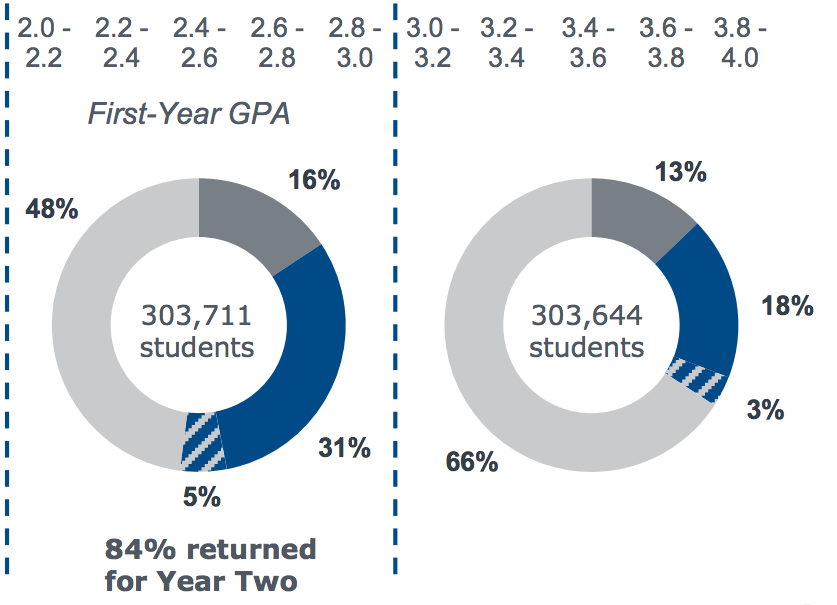 2.0 - 2.2 - 2.4 - 2.6 - 2.8 - 3.0 - 3.2 - 3.4 - 3.6 - 3.8 -
2.2 2.4 2.6 2.8 3.0 3.2 3.4 3.6 3.8 4.0
First-Year GPA
16%
48%
303,711
students
31%
5%
84% returned
for Year Two
13%
18%
303,644
students
3%
66%